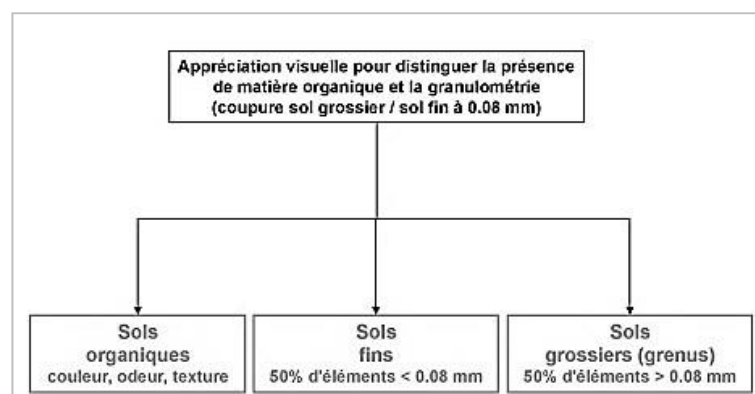 Appréciation visuelle pour distinguer la présence
de matière organique et la granulométrie
(coupure sol grossier / sol fin à 0.08 mm)
Sols
organiques
couleur, odeur, texture
Sols
fins
50% d'éléments < 0.08 mm
Sols
grossiers (grenus)
50% d'éléments > 0.08 mm